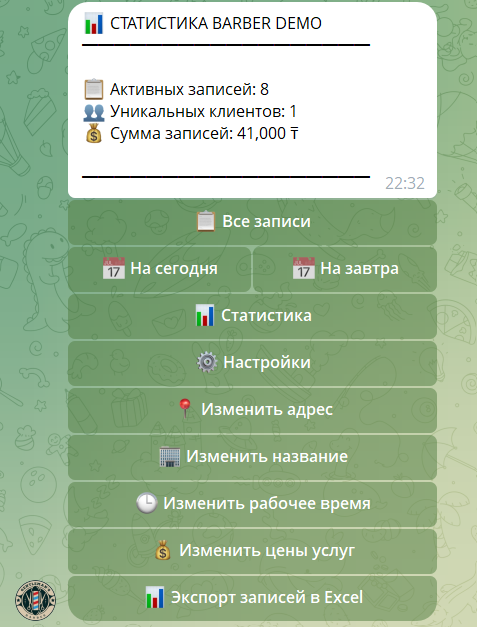 📊 СТАТИСТИКА BARBER DEMO
📋 Активных записей: 8
👥 Уникальных клиентов: 1
💰 Сумма записей: 41,000 ₸
22:32
📋 Все записи
📅 На сегодня 📅 На завтра
📊 Статистика
⚙️ Настройки
📍 Изменить адрес
🏢 Изменить название
🕒 Изменить рабочее время
💰 Изменить цены услуг
📊 Экспорт записей в Excel